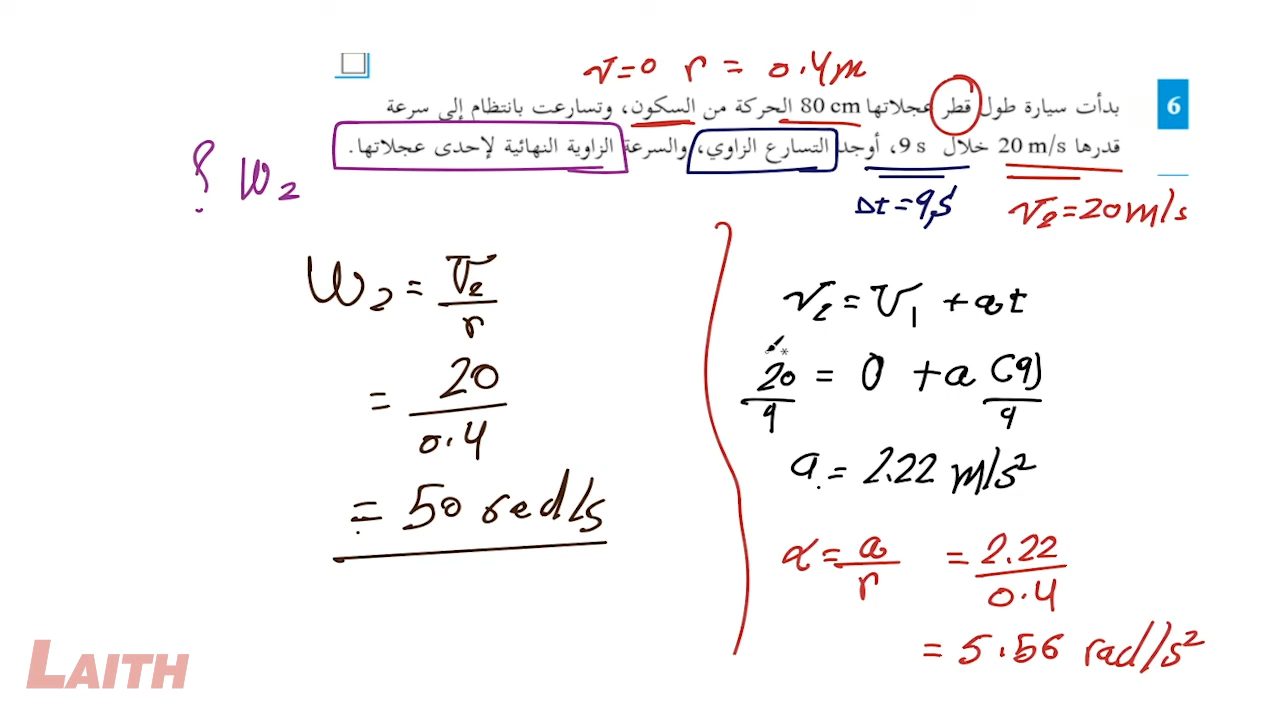 v=0 r = 0.4m
6
بدأت سيارة طول قطر عجلاتها 80 cm الحركة من السكون، وتسارعت بانتظام إلى سرعة
قدرها 20 m/s خلال 9 s، أوجد التسارع الزاوي، والسرعة الزاوية النهائية لإحدى عجلاتها.
? W2
Δt=9,s
v2=20m/s
W2 = v2/r
= 20/0.4
= 50 rad/s
v2 = v1 + at
20/9 = 0 + a (9)/9
a = 2.22 m/s²
α = a/r = 2.22/0.4
= 5.56 rad/s²
LAITH